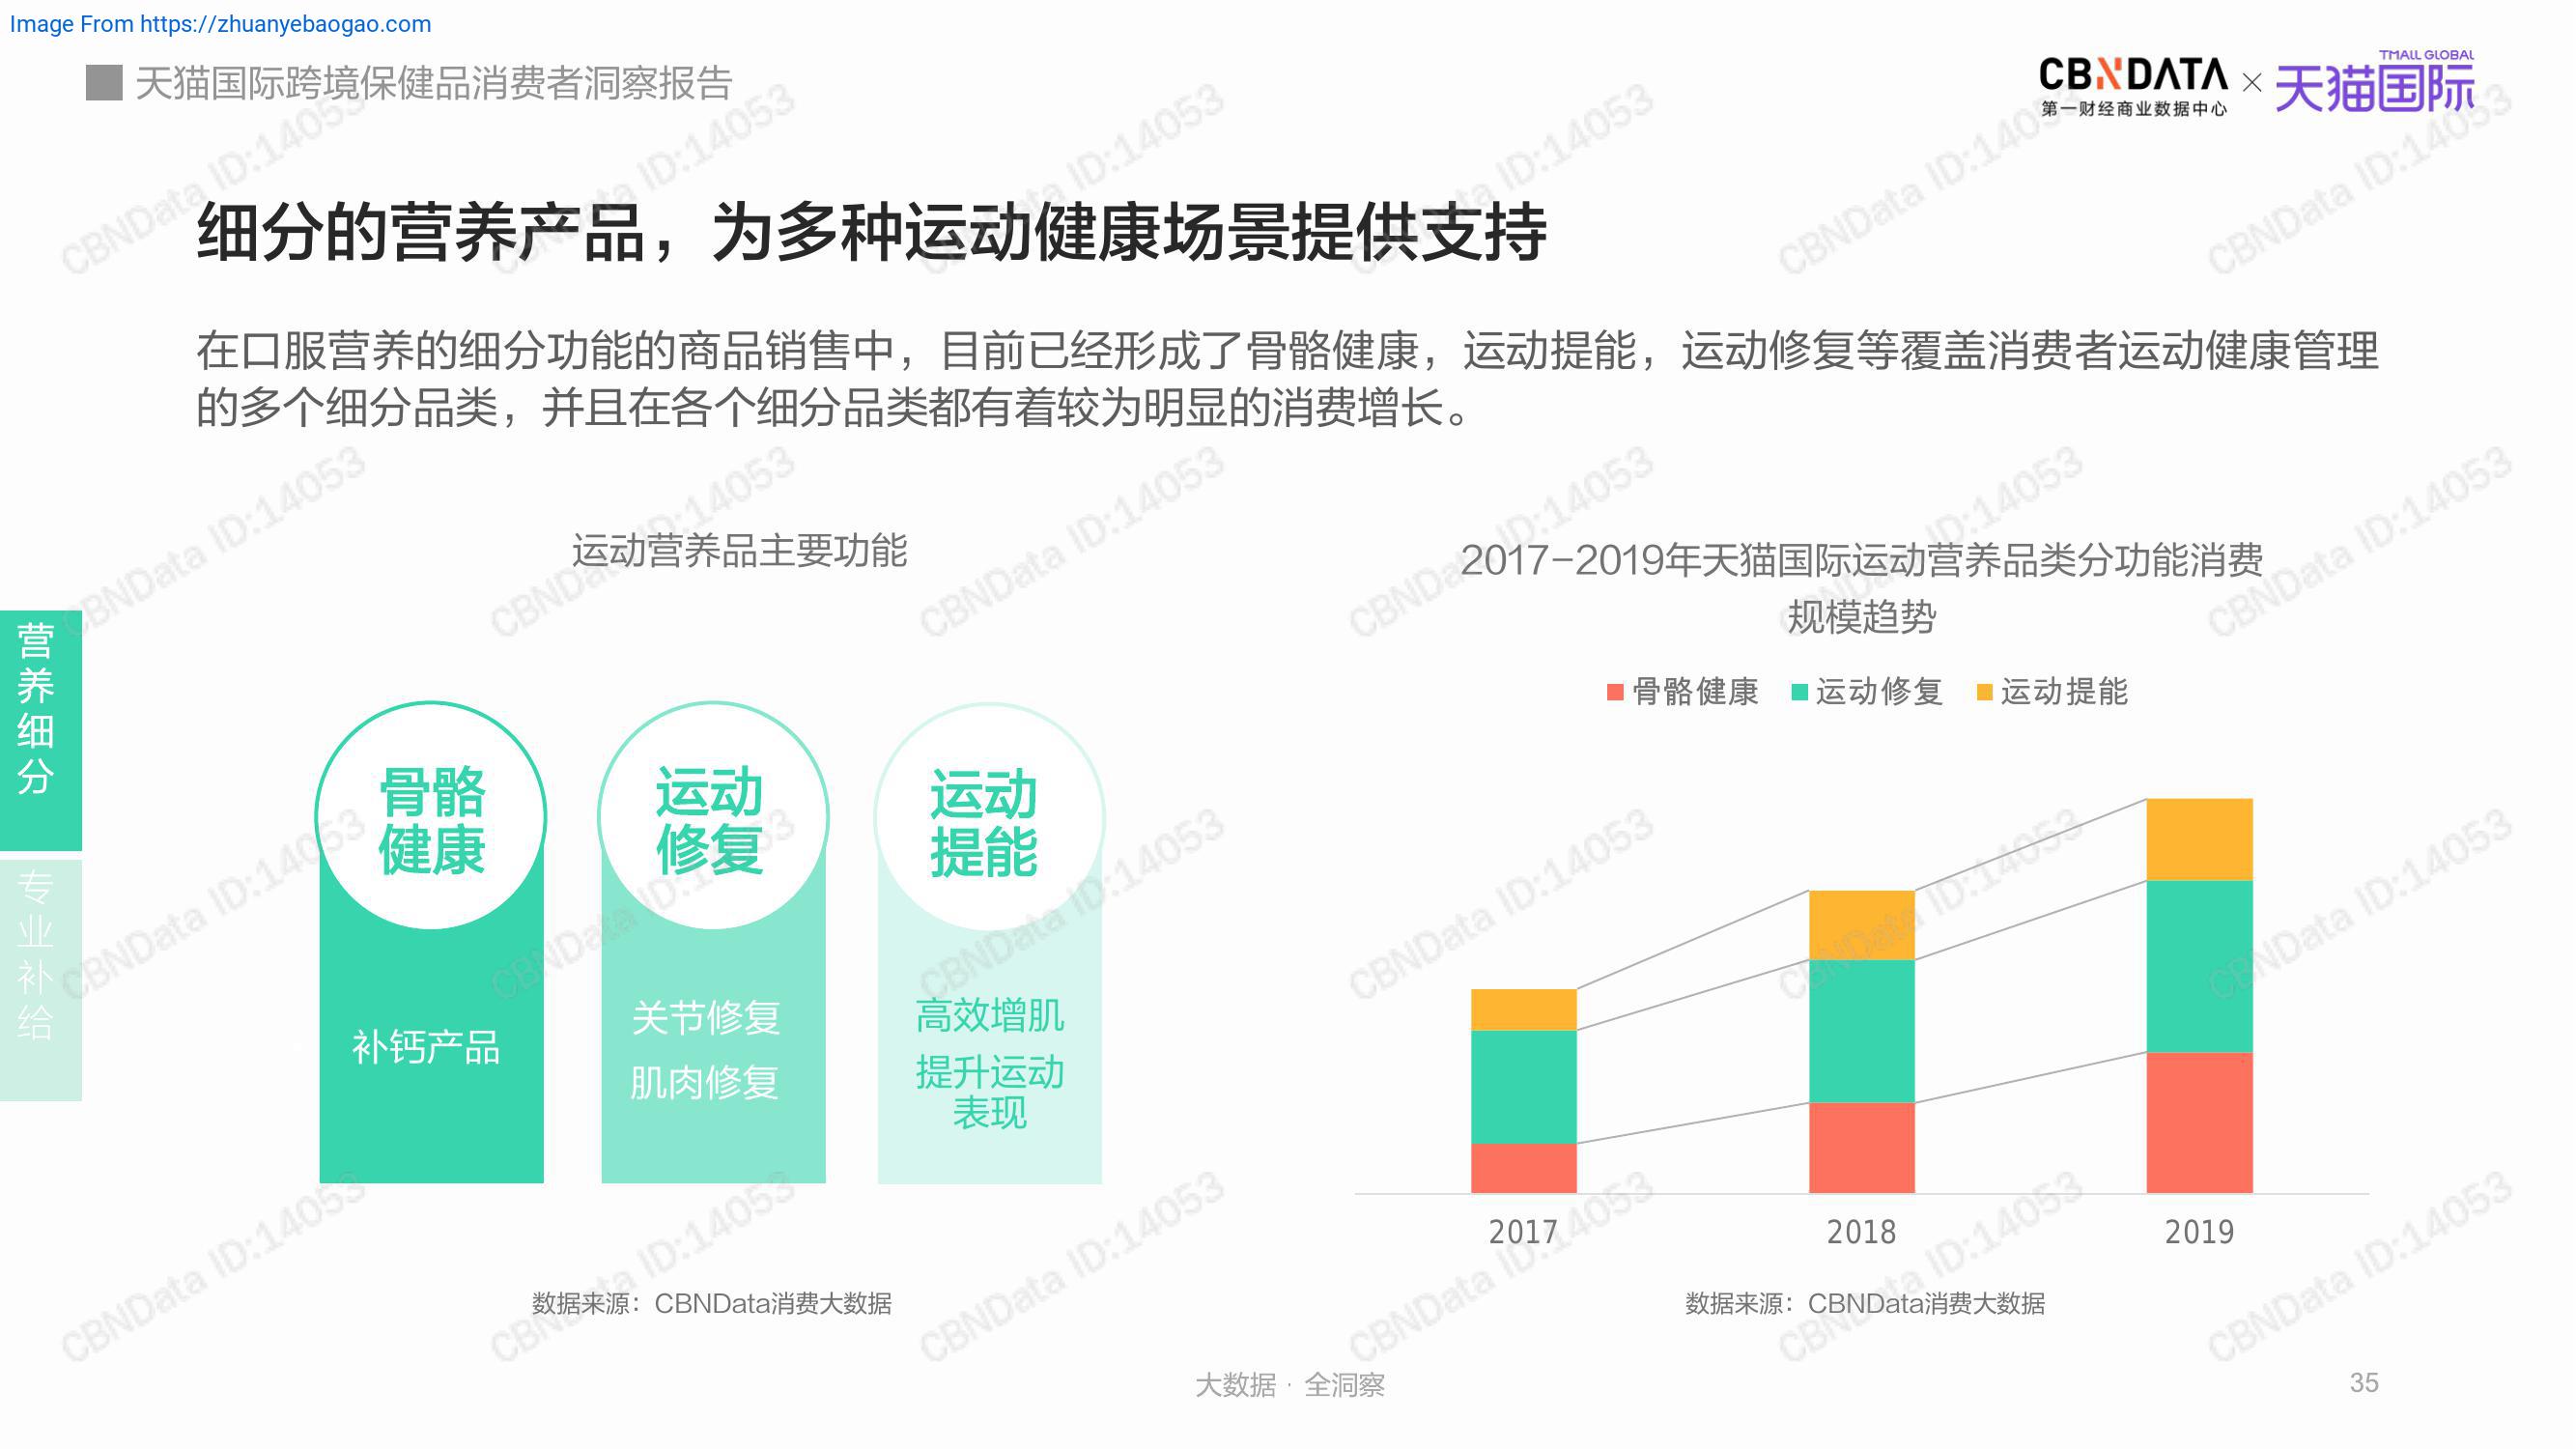 Image From https://zhuanyebaogao.com
天猫国际跨境保健品消费者洞察报告
CBNDATA
第一财经商业数据中心
×
TMALL GLOBAL
天猫国际
细分的营养产品，为多种运动健康场景提供支持
在口服营养的细分功能的商品销售中，目前已经形成了骨骼健康，运动提能，运动修复等覆盖消费者运动健康管理
的多个细分品类，并且在各个细分品类都有着较为明显的消费增长。
营养细分
专业补给
运动营养品主要功能
骨骼
健康
补钙产品
运动
修复
关节修复
肌肉修复
运动
提能
高效增肌
提升运动
表现
数据来源：CBNData消费大数据
2017-2019年天猫国际运动营养品类分功能消费
规模趋势
骨骼健康 运动修复 运动提能
2017 2018 2019
数据来源：CBNData消费大数据
大数据 · 全洞察
35
CBNData ID:14053